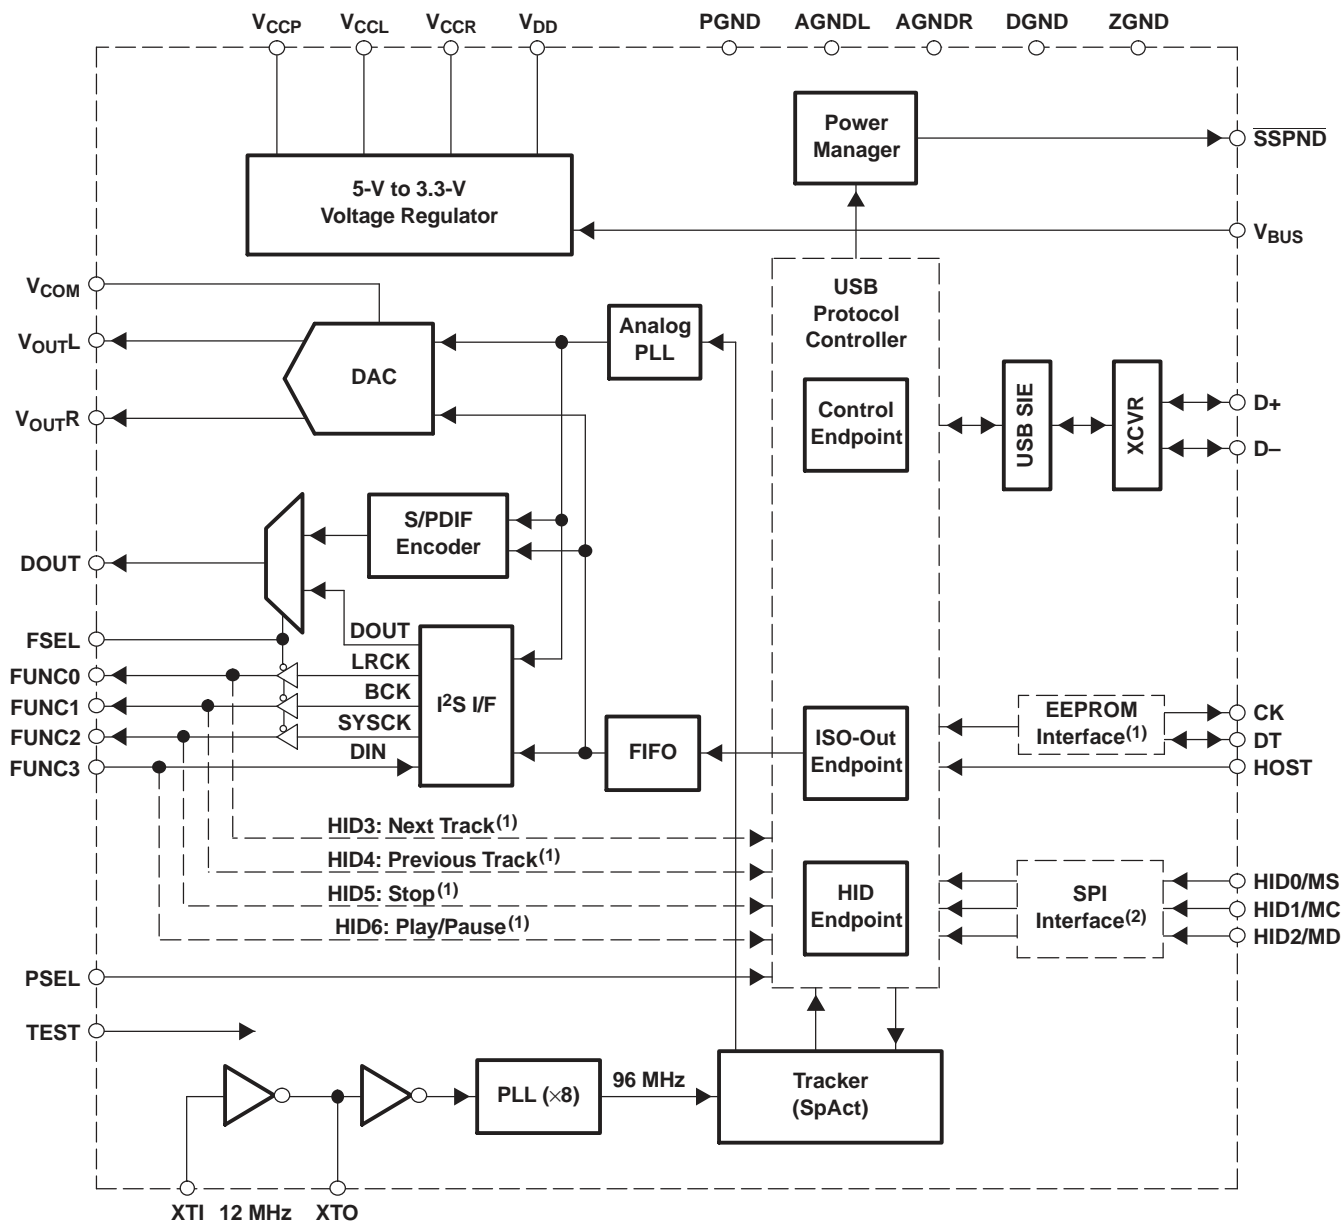 VCCP VCCL VCCR VDD PGND AGNDL AGNDR DGND ZGND
Power
Manager
SSPND
5-V to 3.3-V
Voltage Regulator
VBUS
VCOM
USB
Protocol
Controller
Analog
PLL
VOUTL
DAC
VOUTR
Control
Endpoint
USB SIE
XCVR
D+
D–
S/PDIF
Encoder
DOUT
FSEL
DOUT
FUNC0
LRCK
FUNC1
BCK
I2S I/F
FUNC2
SYSCK
FUNC3
DIN
FIFO
ISO-Out
Endpoint
EEPROM
Interface(1)
CK
DT
HOST
HID3: Next Track(1)
HID4: Previous Track(1)
HID5: Stop(1)
HID6: Play/Pause(1)
HID
Endpoint
SPI
Interface(2)
HID0/MS
HID1/MC
HID2/MD
PSEL
TEST
PLL (×8)
96 MHz
Tracker
(SpAct)
XTI 12 MHz XTO